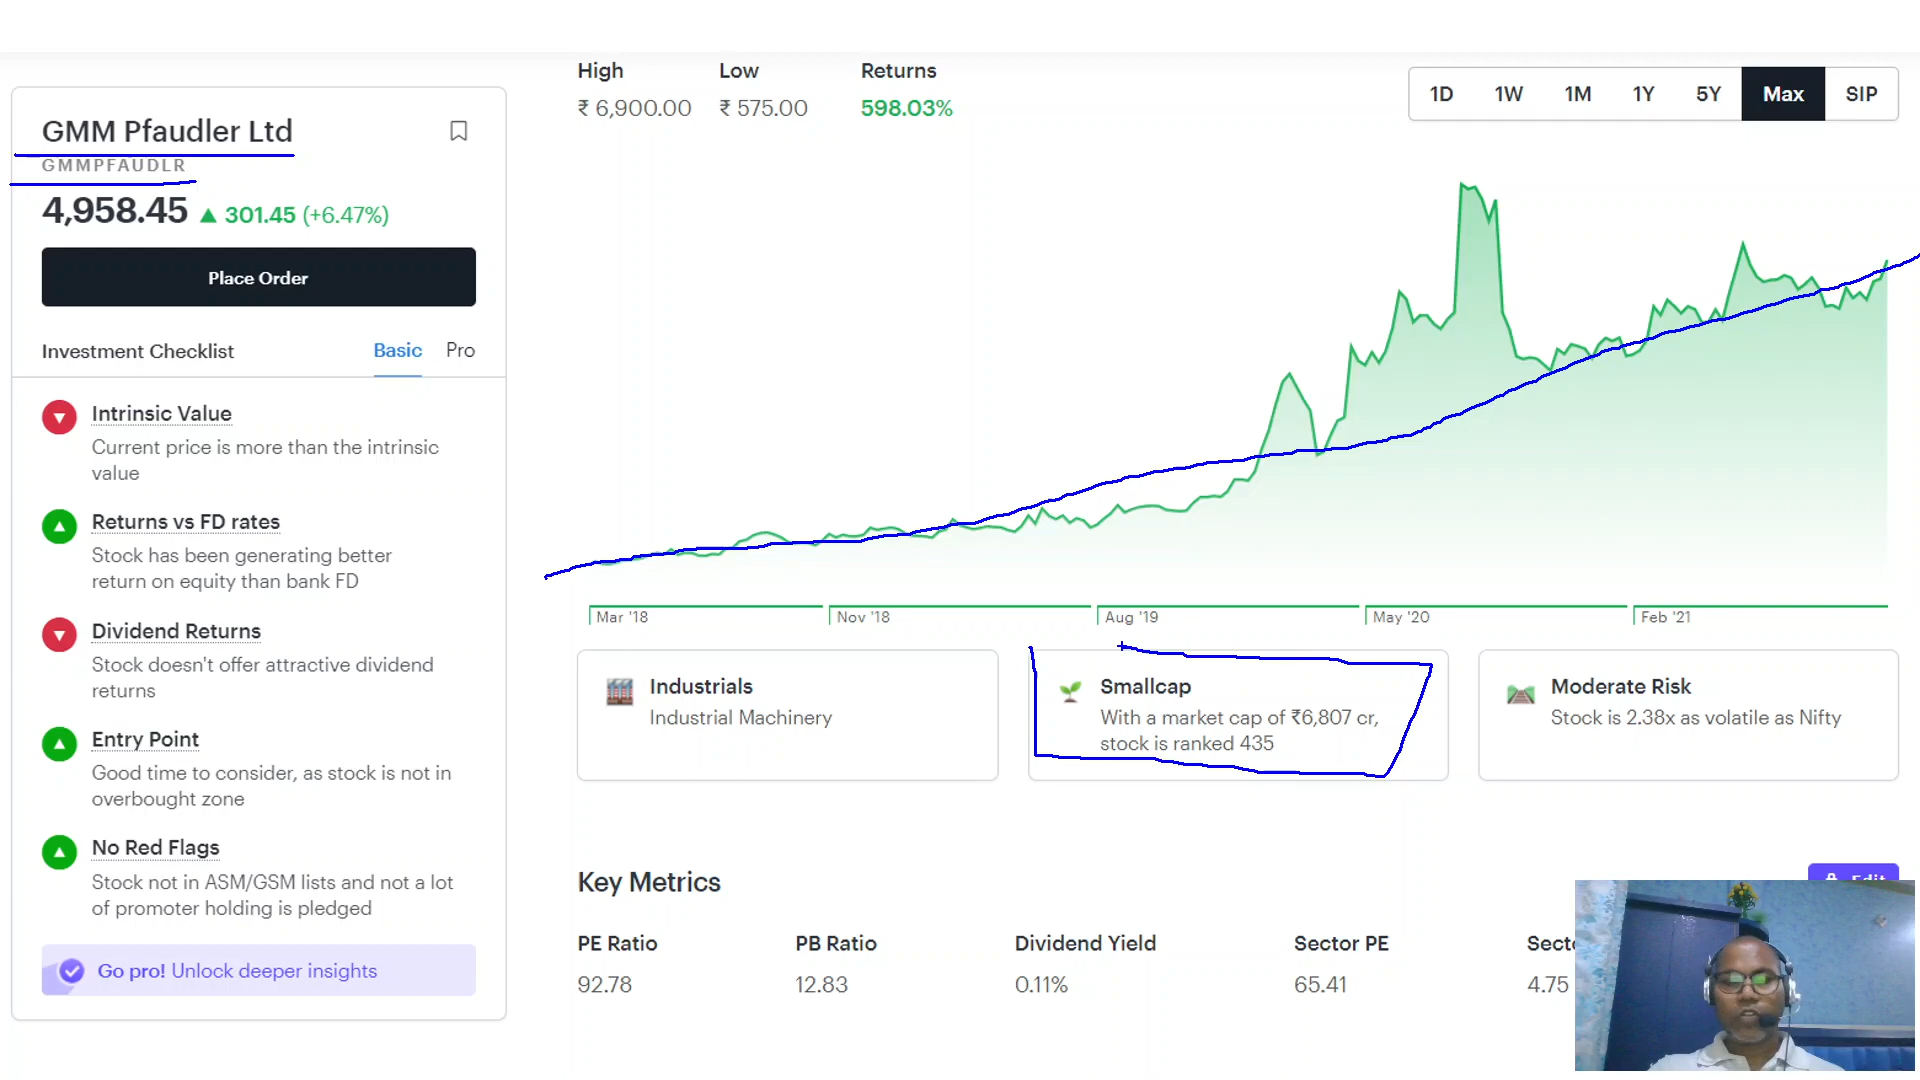 High Low Returns
₹ 6,900.00 ₹ 575.00 598.03%
1D 1W 1M 1Y 5Y Max SIP
GMM Pfaudler Ltd
GMMPFAUDLR
4,958.45 ▲ 301.45 (+6.47%)
Place Order
Investment Checklist Basic Pro
Intrinsic Value
Current price is more than the intrinsic
value
Returns vs FD rates
Stock has been generating better
return on equity than bank FD
Dividend Returns
Stock doesn't offer attractive dividend
returns
Entry Point
Good time to consider, as stock is not in
overbought zone
No Red Flags
Stock not in ASM/GSM lists and not a lot
of promoter holding is pledged
Go pro! Unlock deeper insights
Mar '18 Nov '18 Aug '19 May '20 Feb '21
Industrials
Industrial Machinery
Smallcap
With a market cap of ₹6,807 cr,
stock is ranked 435
Moderate Risk
Stock is 2.38x as volatile as Nifty
Key Metrics
Edit
PE Ratio PB Ratio Dividend Yield Sector PE
92.78 12.83 0.11% 65.41 4.75